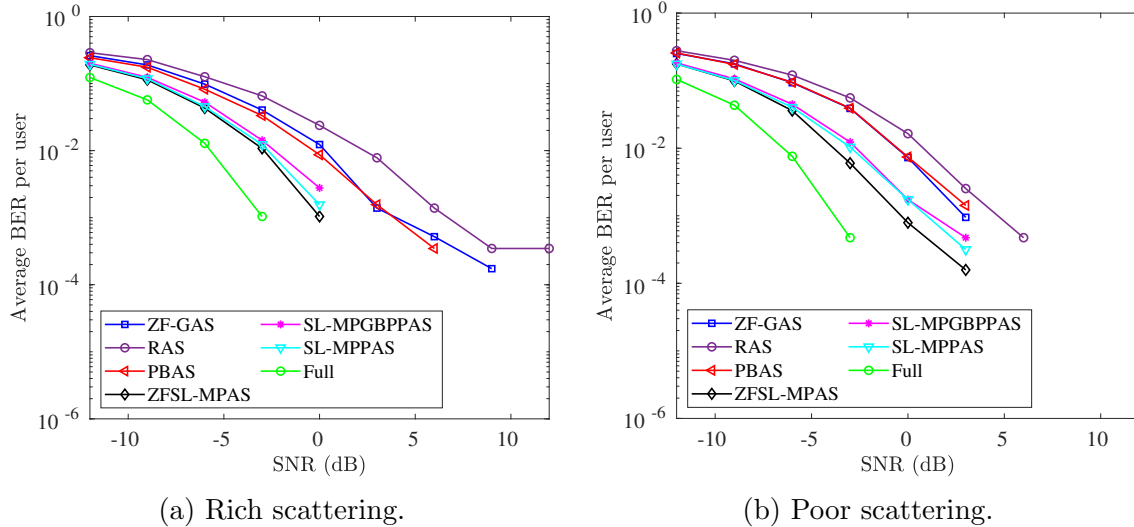 10^0
10^-2
10^-4
10^-6
Average BER per user
ZF-GAS
RAS
PBAS
ZFSL-MPAS
SL-MPGBPPAS
SL-MPPAS
Full
-10 -5 0 5 10
SNR (dB)
(a) Rich scattering.
10^0
10^-2
10^-4
10^-6
Average BER per user
ZF-GAS
RAS
PBAS
ZFSL-MPAS
SL-MPGBPPAS
SL-MPPAS
Full
-10 -5 0 5 10
SNR (dB)
(b) Poor scattering.